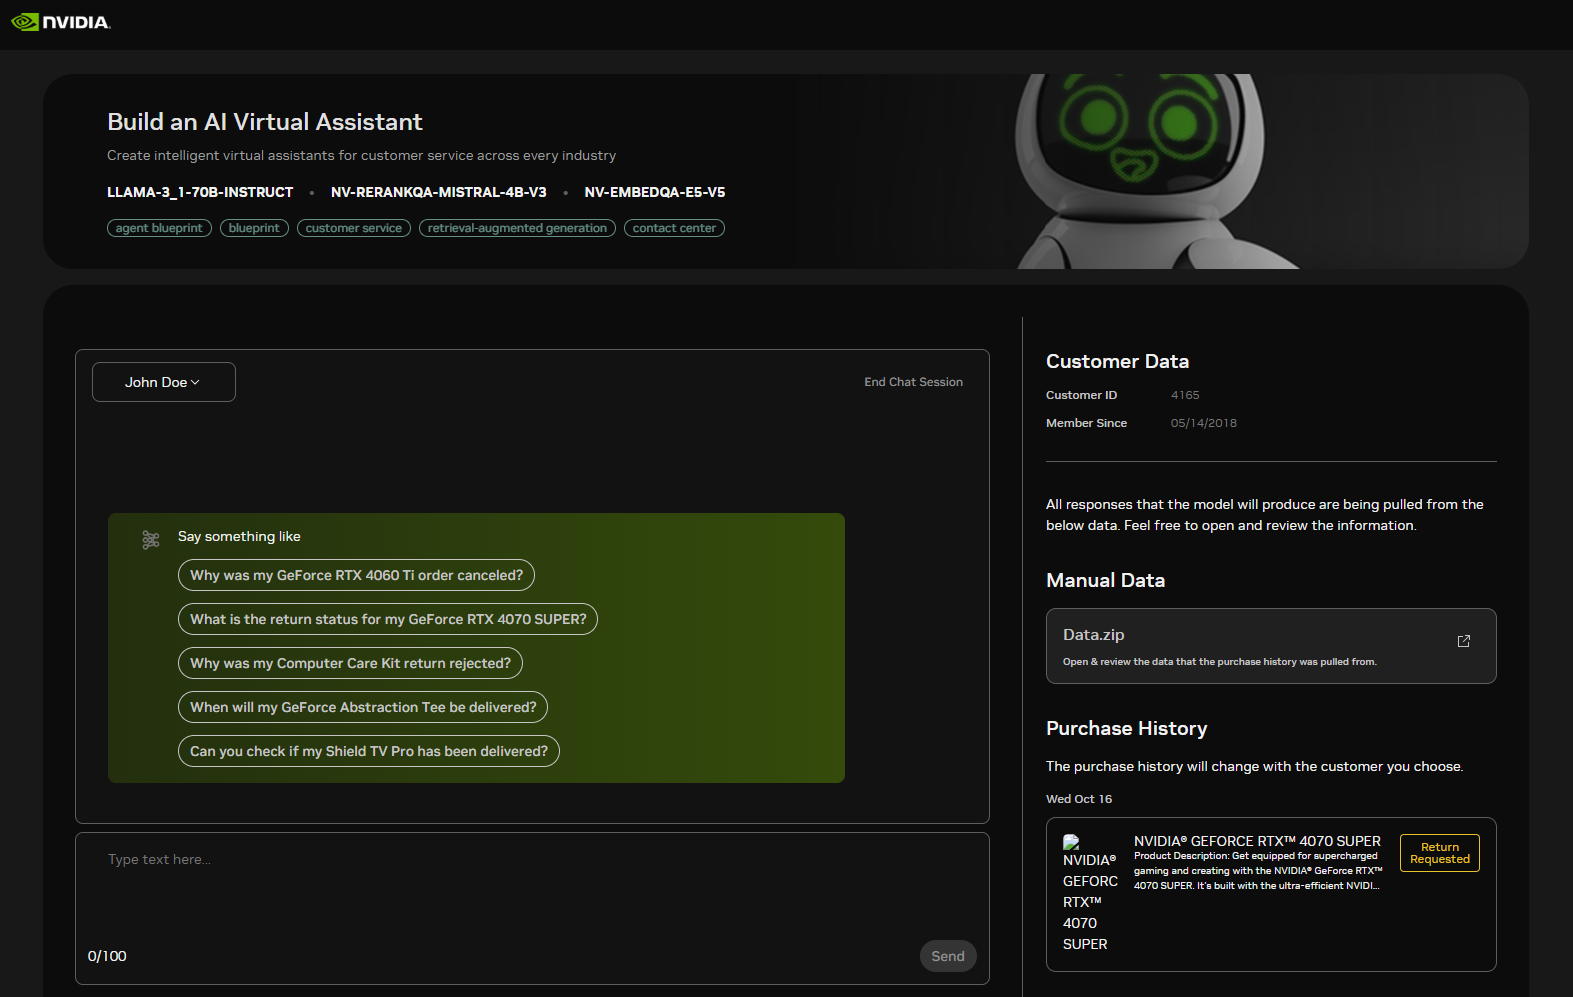 NVIDIA.
Build an AI Virtual Assistant
Create intelligent virtual assistants for customer service across every industry
LLAMA-3_1-70B-INSTRUCT • NV-RERANKQA-MISTRAL-4B-V3 • NV-EMBEDQA-E5-V5
agent blueprint blueprint customer service retrieval-augmented generation contact center
John Doe
End Chat Session
Say something like
Why was my GeForce RTX 4060 Ti order canceled?
What is the return status for my GeForce RTX 4070 SUPER?
Why was my Computer Care Kit return rejected?
When will my GeForce Abstraction Tee be delivered?
Can you check if my Shield TV Pro has been delivered?
Type text here...
0/100
Send
Customer Data
Customer ID 4165
Member Since 05/14/2018
All responses that the model will produce are being pulled from the
below data. Feel free to open and review the information.
Manual Data
Data.zip
Open & review the data that the purchase history was pulled from.
Purchase History
The purchase history will change with the customer you choose.
Wed Oct 16
NVIDIA®
GEFORC
RTX™
4070
SUPER
NVIDIA® GEFORCE RTX™ 4070 SUPER
Product Description: Get equipped for supercharged
gaming and creating with the NVIDIA® GeForce RTX™
4070 SUPER. It's built with the ultra-efficient NVIDI...
Return
Requested